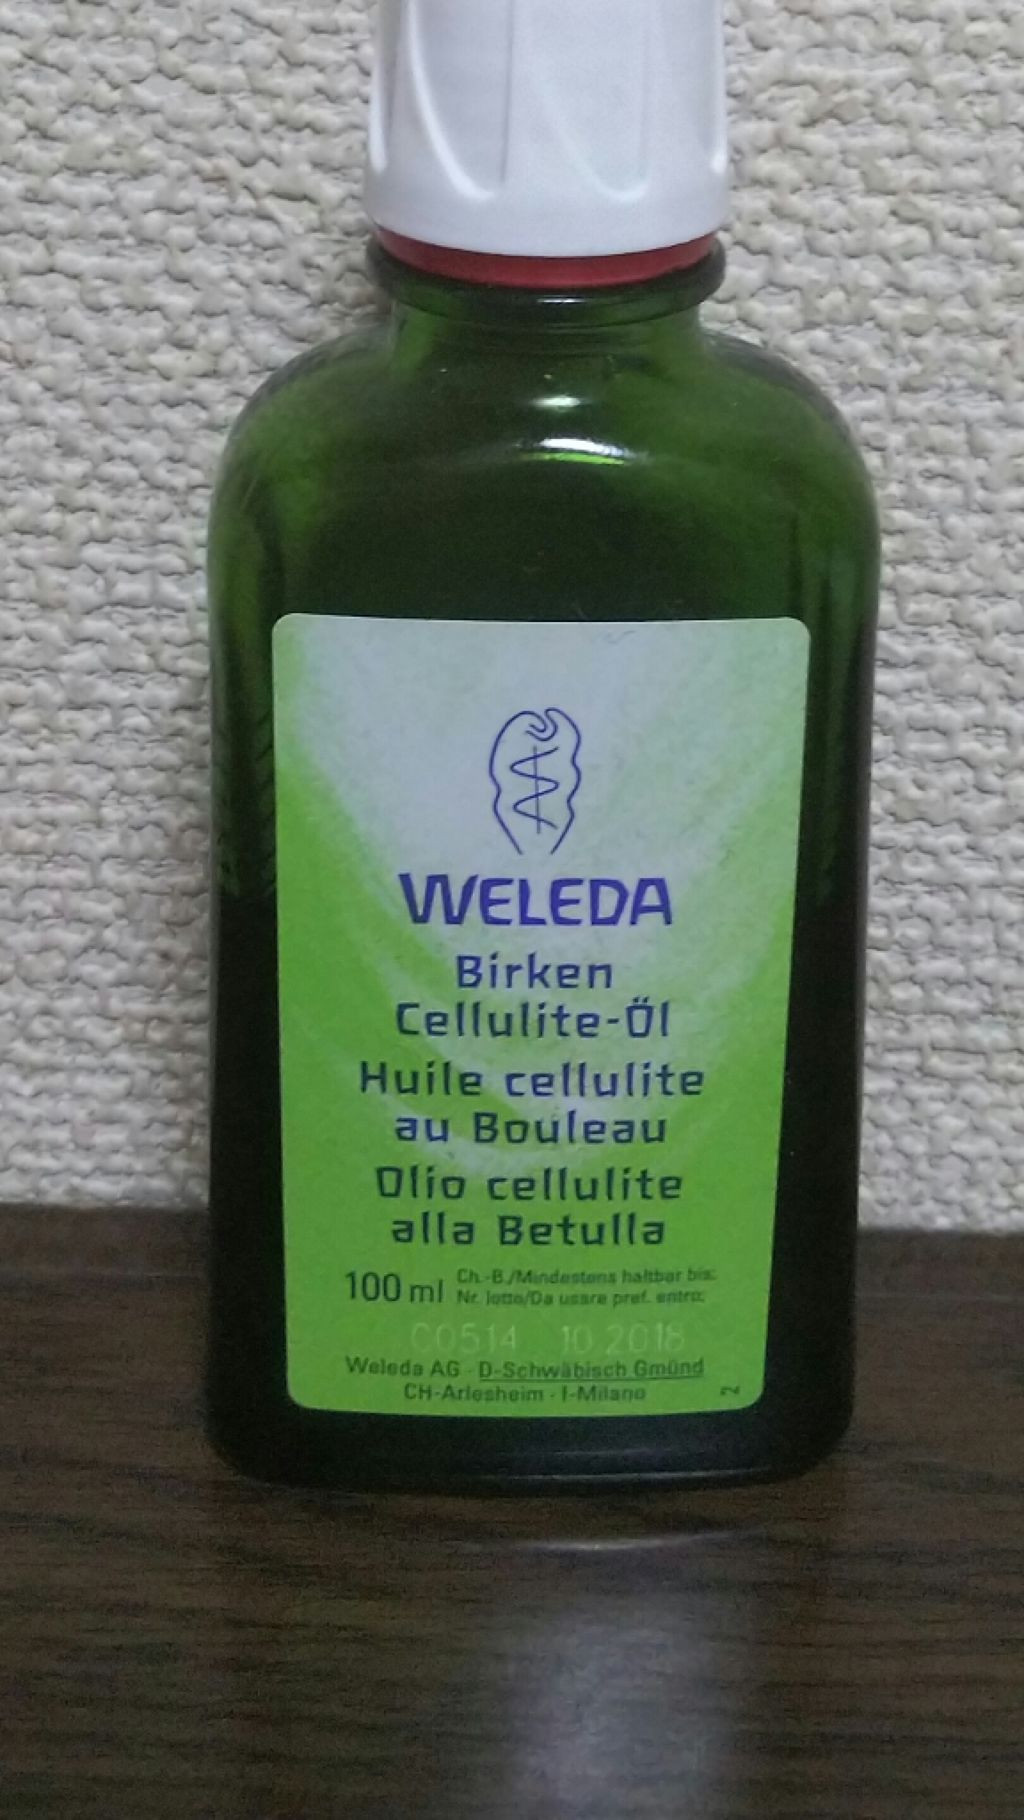 WELEDA
Birken
Cellulite-Öl
Huile cellulite
au Bouleau
Olio cellulite
alla Betulla
100 ml
Ch.-B./Mindestens haltbar bis:
Nr. lotto/Da usare pref. entro:
C0514 10.2018
Weleda AG · D-Schwäbisch Gmünd
CH-Arlesheim · I-Milano